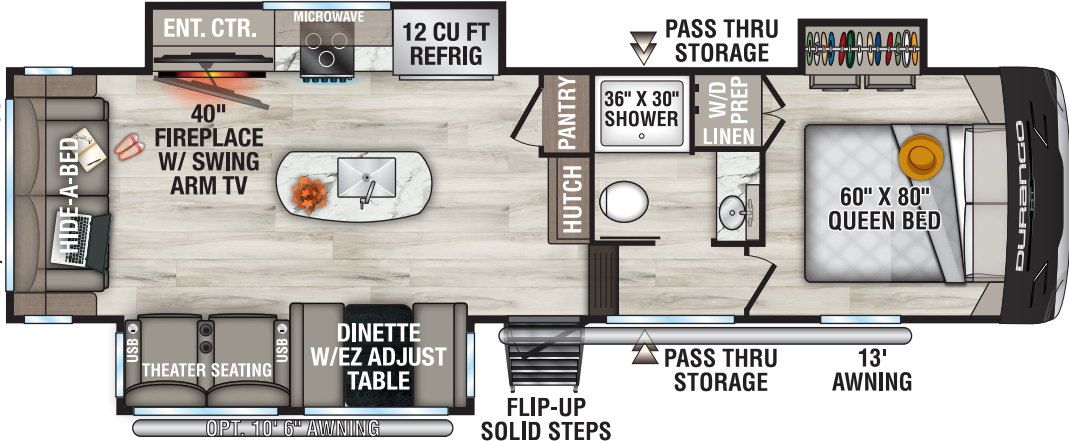 ENT. CTR.
MICROWAVE
12 CU FT
REFRIG
PASS THRU
STORAGE
40"
FIREPLACE
W/ SWING
ARM TV
PANTRY
36" X 30"
SHOWER
W/D
PREP
LINEN
HIDE-A-BED
HUTCH
60" X 80"
QUEEN BED
DURANGO
USB
THEATER SEATING
USB
DINETTE
W/EZ ADJUST
TABLE
PASS THRU
STORAGE
13'
AWNING
FLIP-UP
SOLID STEPS
OPT. 10' 6" AWNING